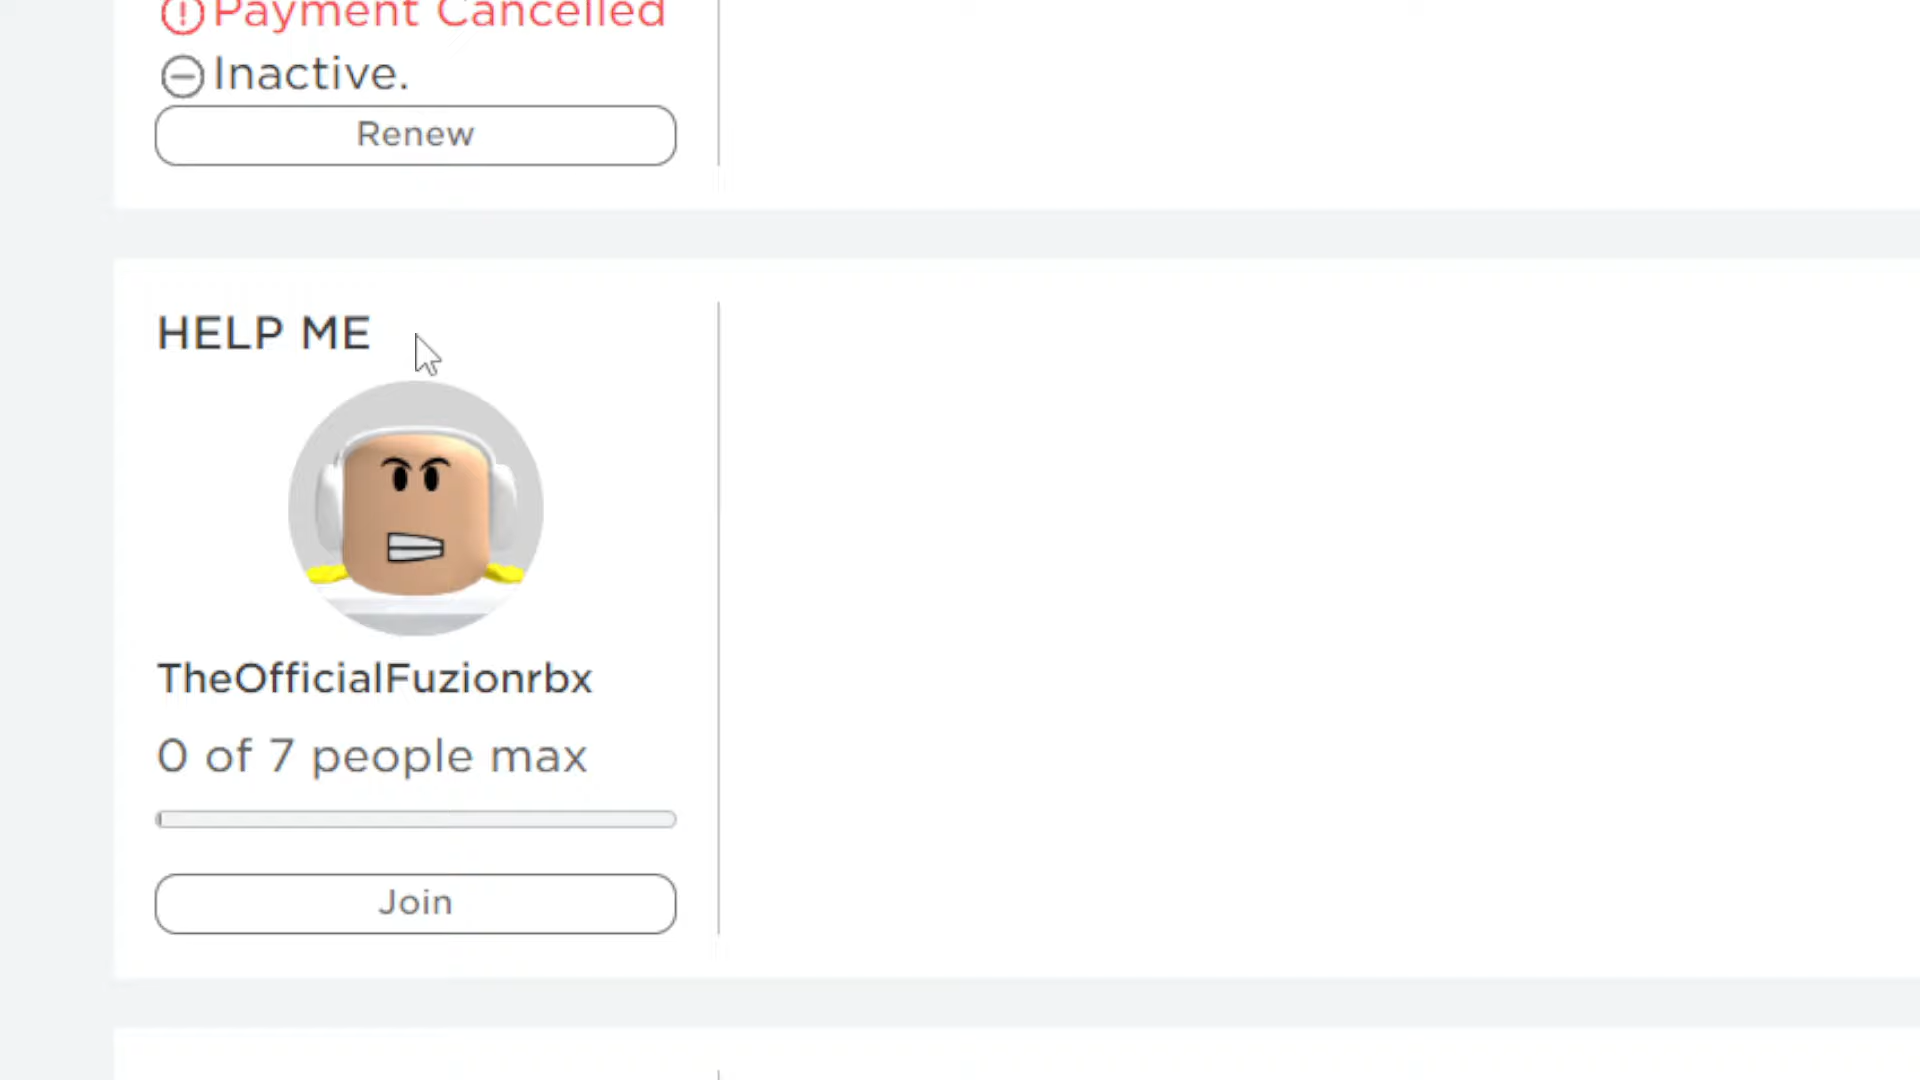 Payment Cancelled
Inactive.
Renew
HELP ME
TheOfficialFuzionrbx
0 of 7 people max
Join